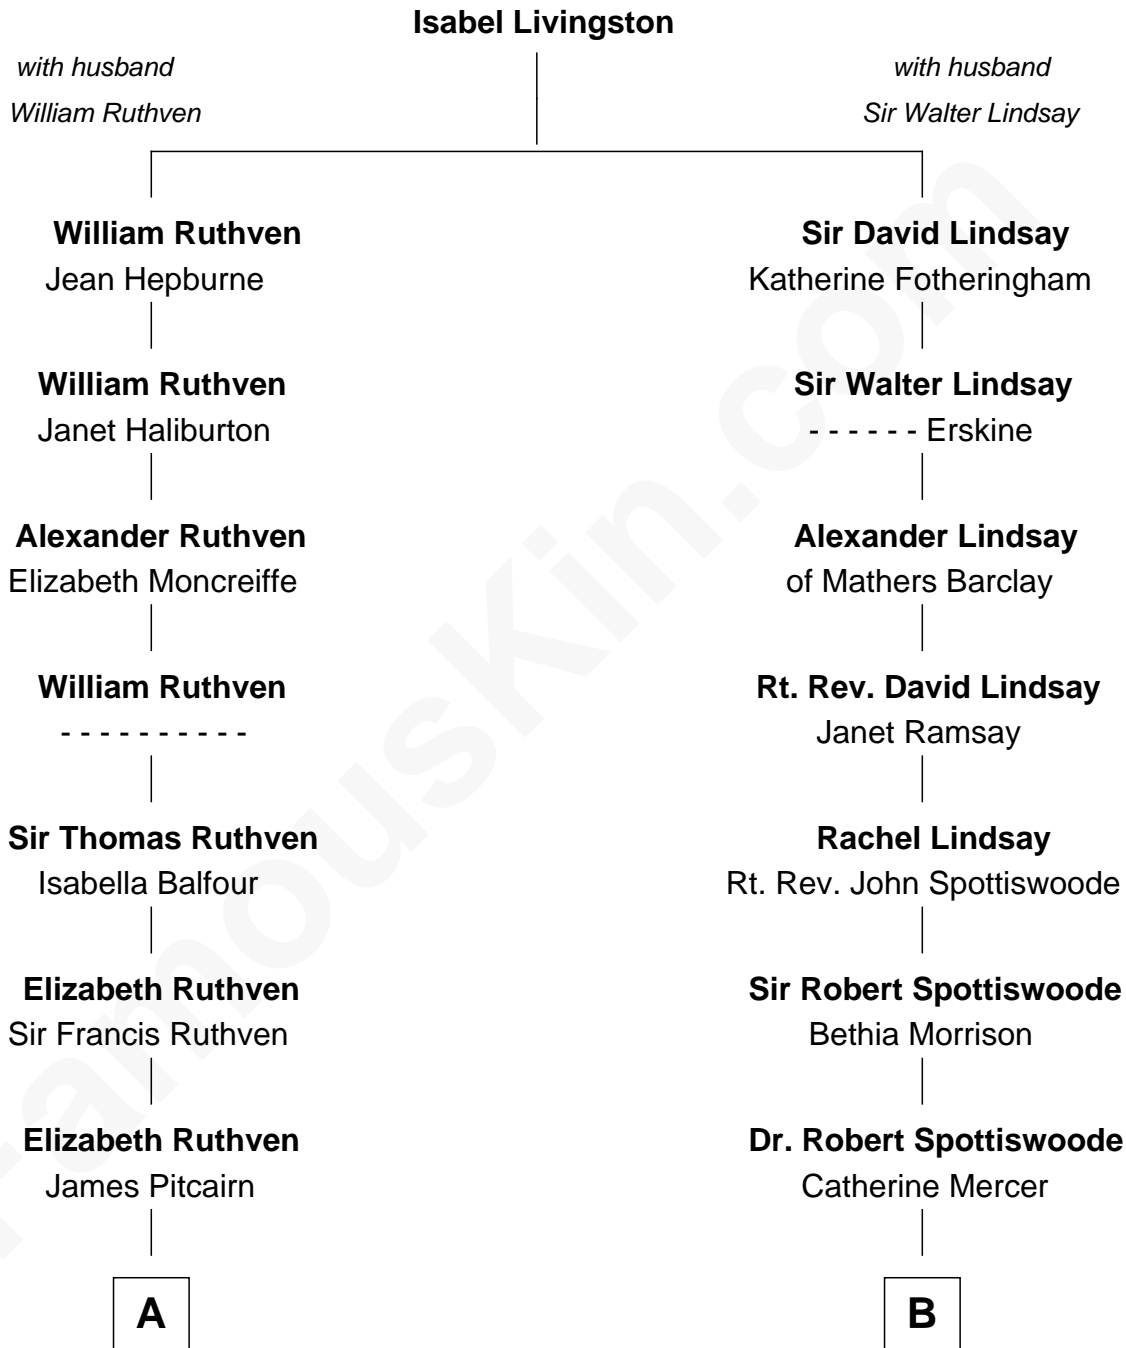 Isabel Livingston
with husband
William Ruthven
with husband
Sir Walter Lindsay
William Ruthven
Jean Hepburne
Sir David Lindsay
Katherine Fotheringham
William Ruthven
Janet Haliburton
Sir Walter Lindsay
- - - - - - Erskine
Alexander Ruthven
Elizabeth Moncreiffe
Alexander Lindsay
of Mathers Barclay
William Ruthven
- - - - - - - - - -
Rt. Rev. David Lindsay
Janet Ramsay
Sir Thomas Ruthven
Isabella Balfour
Rachel Lindsay
Rt. Rev. John Spottiswoode
Elizabeth Ruthven
Sir Francis Ruthven
Sir Robert Spottiswoode
Bethia Morrison
Elizabeth Ruthven
James Pitcairn
Dr. Robert Spottiswoode
Catherine Mercer
A
B
FamousKin.com